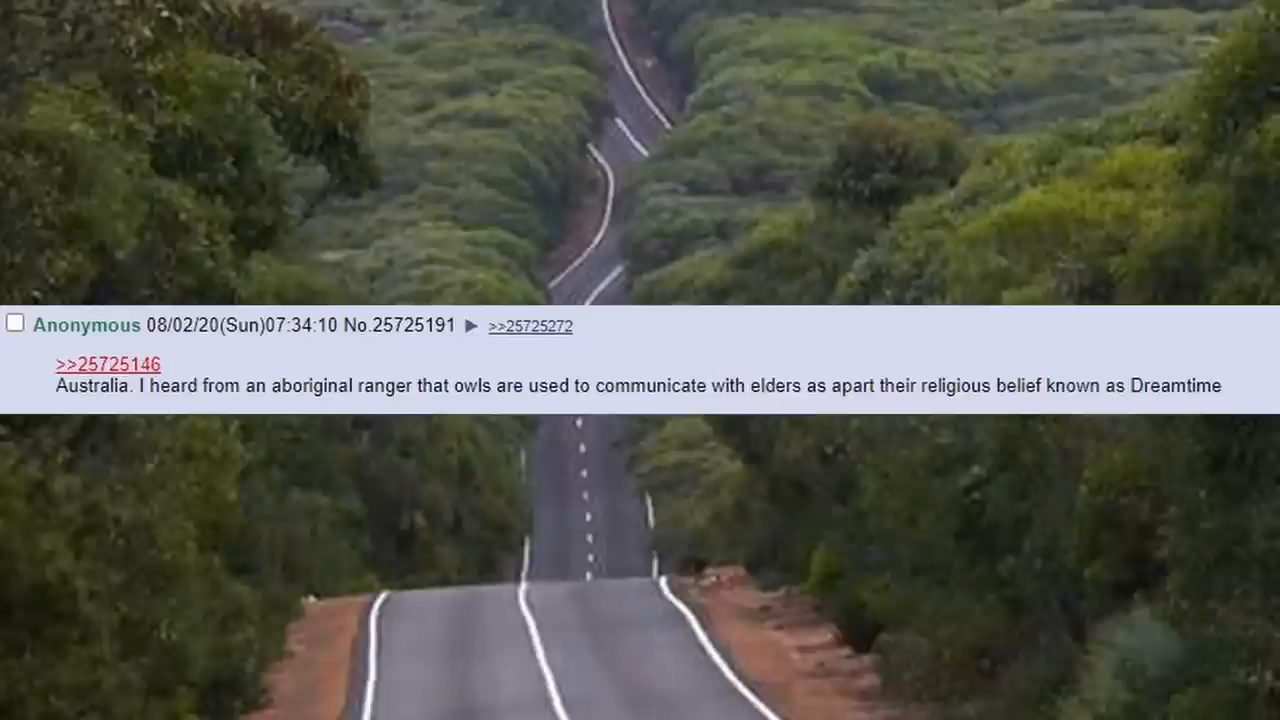 Anonymous 08/02/20(Sun)07:34:10 No.25725191 ▶ >>25725272
>>25725146
Australia. I heard from an aboriginal ranger that owls are used to communicate with elders as apart their religious belief known as Dreamtime